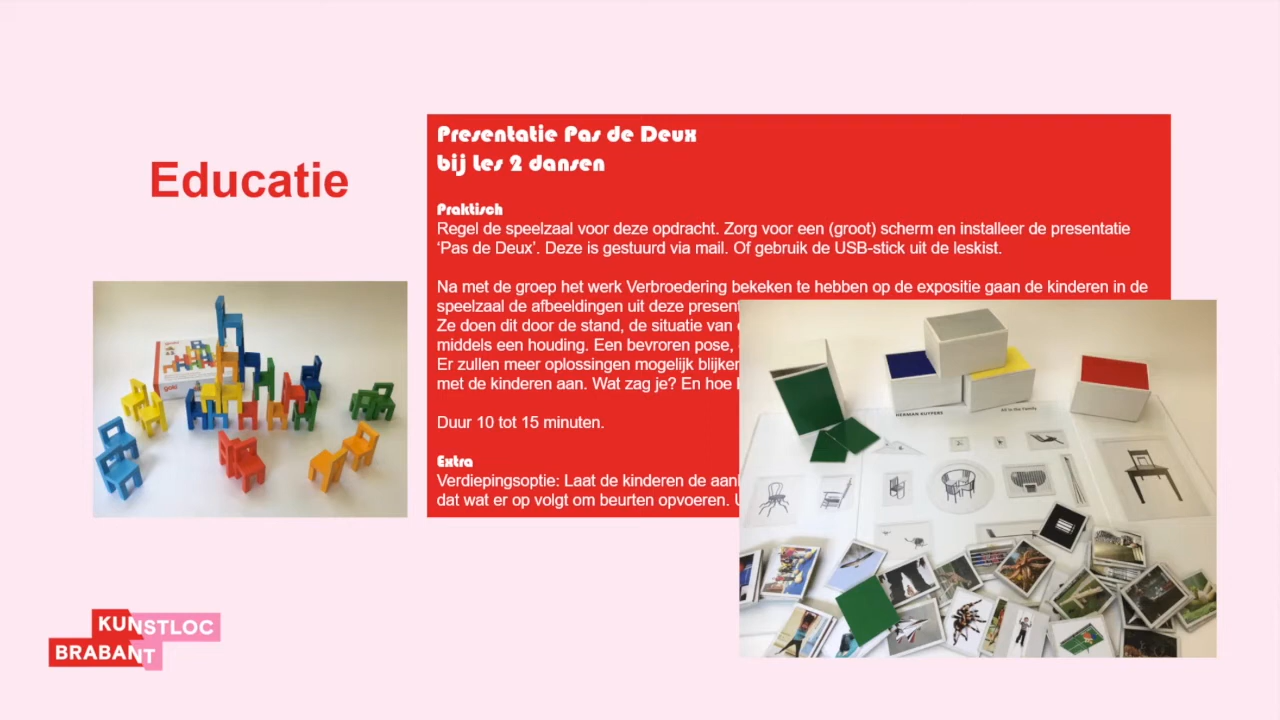 Educatie
Presentatie Pas de Deux
bij Les 2 dansen
Praktisch
Regel de speelzaal voor deze opdracht. Zorg voor een (groot) scherm en installeer de presentatie
‘Pas de Deux’. Deze is gestuurd via mail. Of gebruik de USB-stick uit de leskist.
Na met de groep het werk Verbroedering bekeken te hebben op de expositie gaan de kinderen in de
speelzaal de afbeeldingen uit deze
Ze doen dit door de stand, de situatie van
middels een houding. Een bevroren pose,
Er zullen meer oplossingen mogelijk
met de kinderen aan. Wat zag je? En hoe
Duur 10 tot 15 minuten.
Extra
Verdiepingsoptie: Laat de kinderen de
dat wat er op volgt om beurten opvoeren.
goki
HERMAN KUYPERS
All in the Family
KUNSTLOC
BRABANT